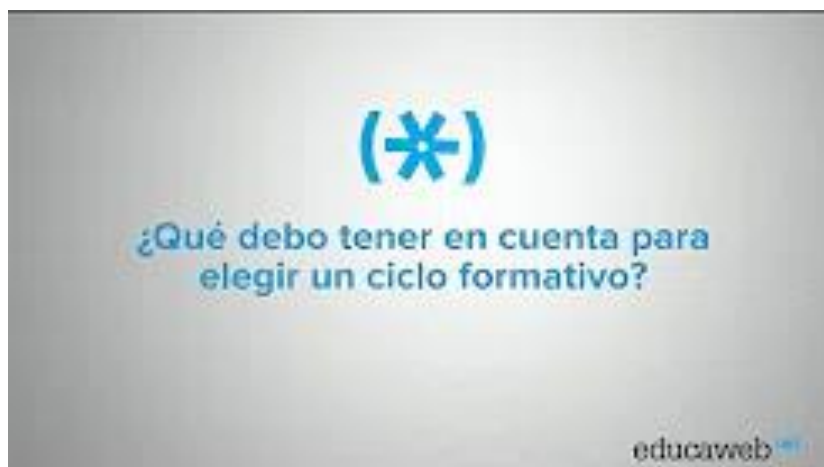 (*)
¿Qué debo tener en cuenta para
elegir un ciclo formativo?
educaweb